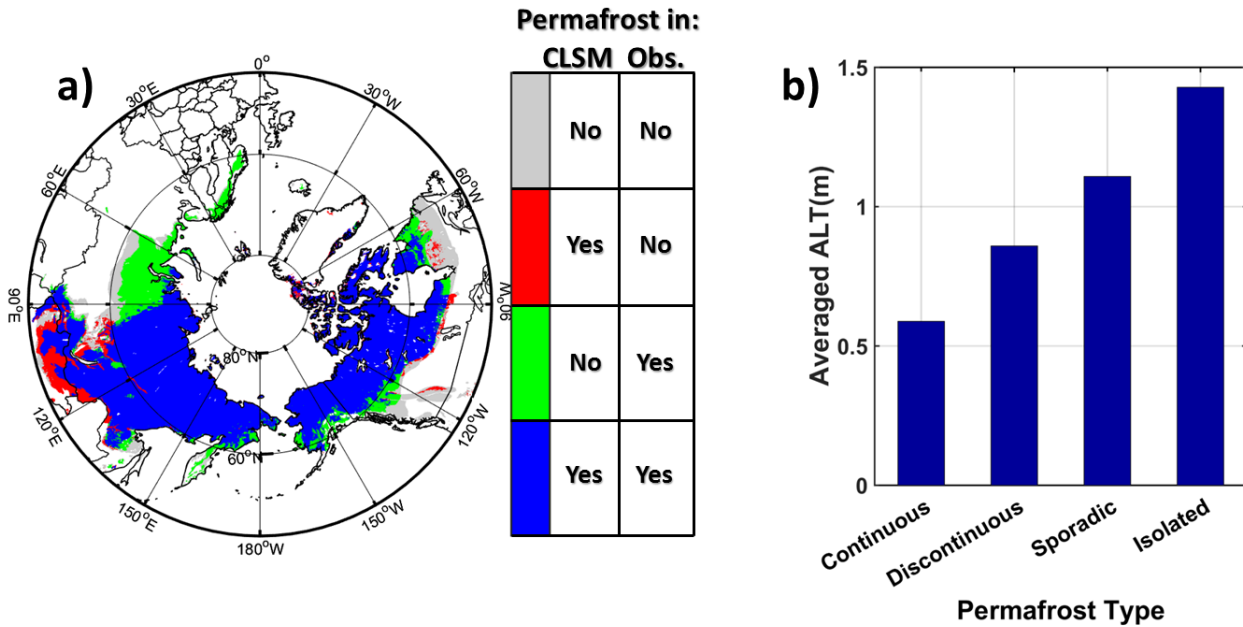 a)
0°
30°E
30°W
60°E
60°W
90°E
90°W
80°N
120°E
120°W
60°N
150°E
150°W
180°W
Permafrost in:
CLSM Obs.
No No
Yes No
No Yes
Yes Yes
b)
1.5
1
0.5
0
Averaged ALT(m)
Continuous
Discontinuous
Sporadic
Isolated
Permafrost Type